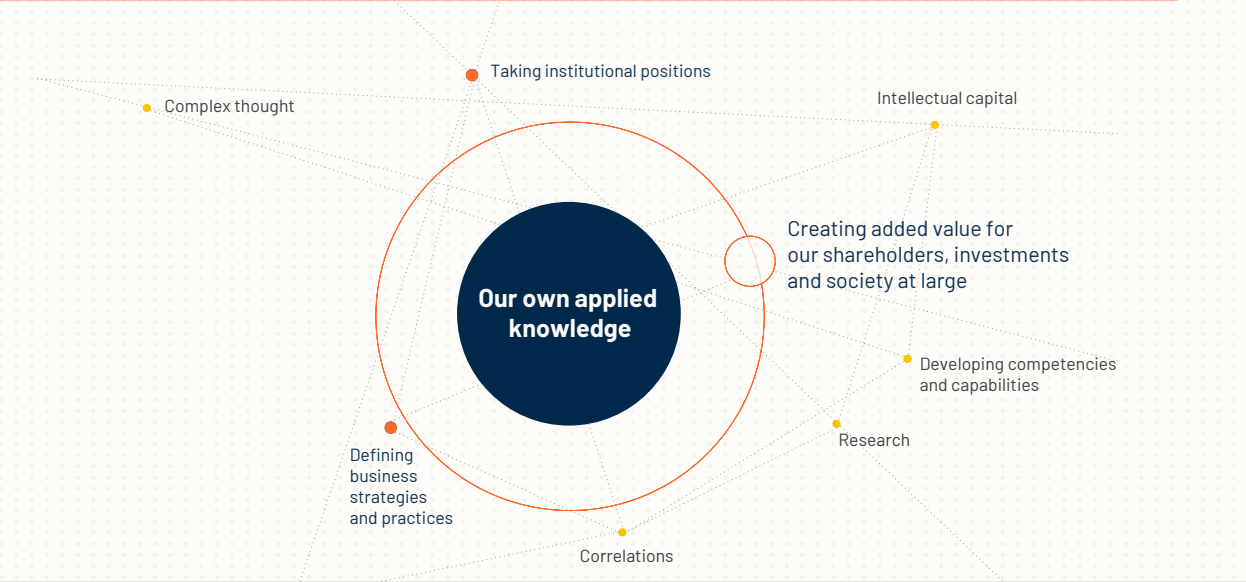 Taking institutional positions
Complex thought
Intellectual capital
Creating added value for
our shareholders, investments
and society at large
Our own applied
knowledge
Developing competencies
and capabilities
Research
Defining
business
strategies
and practices
Correlations